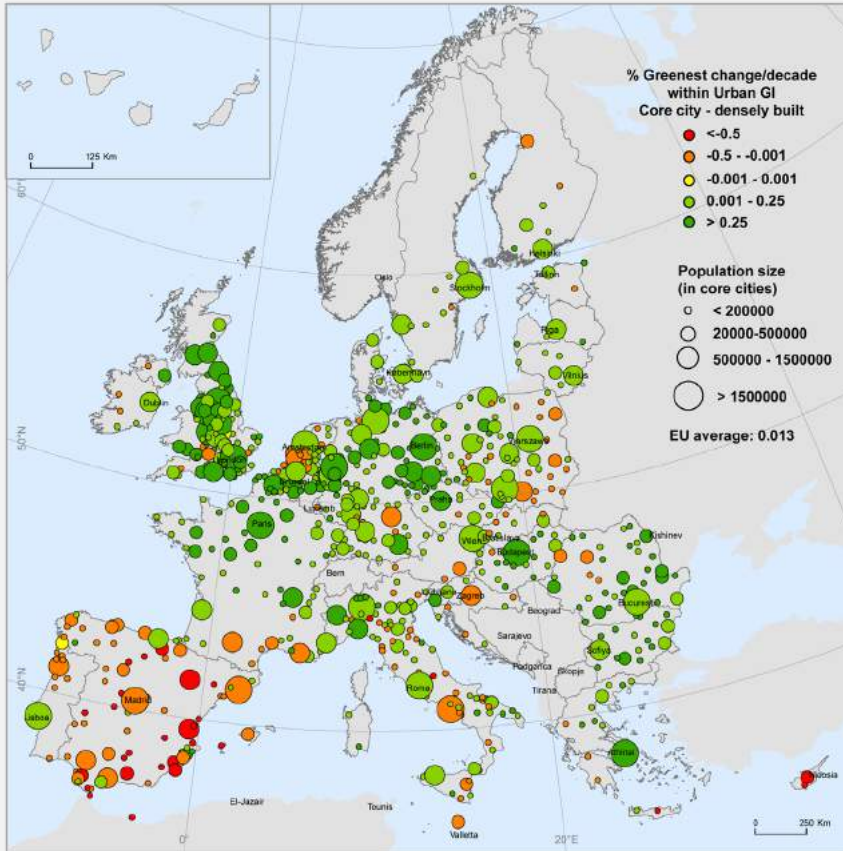 0 125 Km
% Greenest change/decade
within Urban GI
Core city - densely built
<-0.5
-0.5 - -0.001
-0.001 - 0.001
0.001 - 0.25
> 0.25
Population size
(in core cities)
< 200000
20000-500000
500000 - 1500000
> 1500000
EU average: 0.013
60°N
50°N
40°N
Oslo
Helsinki
Tallin
Stockholm
Riga
København
Vilnius
Dublin
Amsterdam
Berlin
Warszawa
London
Praha
Luxemb
Paris
Wien
Bratislava
Budapest
Kishinev
Bern
Ljubljana
Zagreb
Beograd
Bucuresti
Sarajevo
Sofiya
Podgarica
Skopje
Roma
Tirana
Madrid
Lisboa
Athinai
Nicosia
El-Jazair
Tounis
Valletta
0°
20°E
0 250 Km